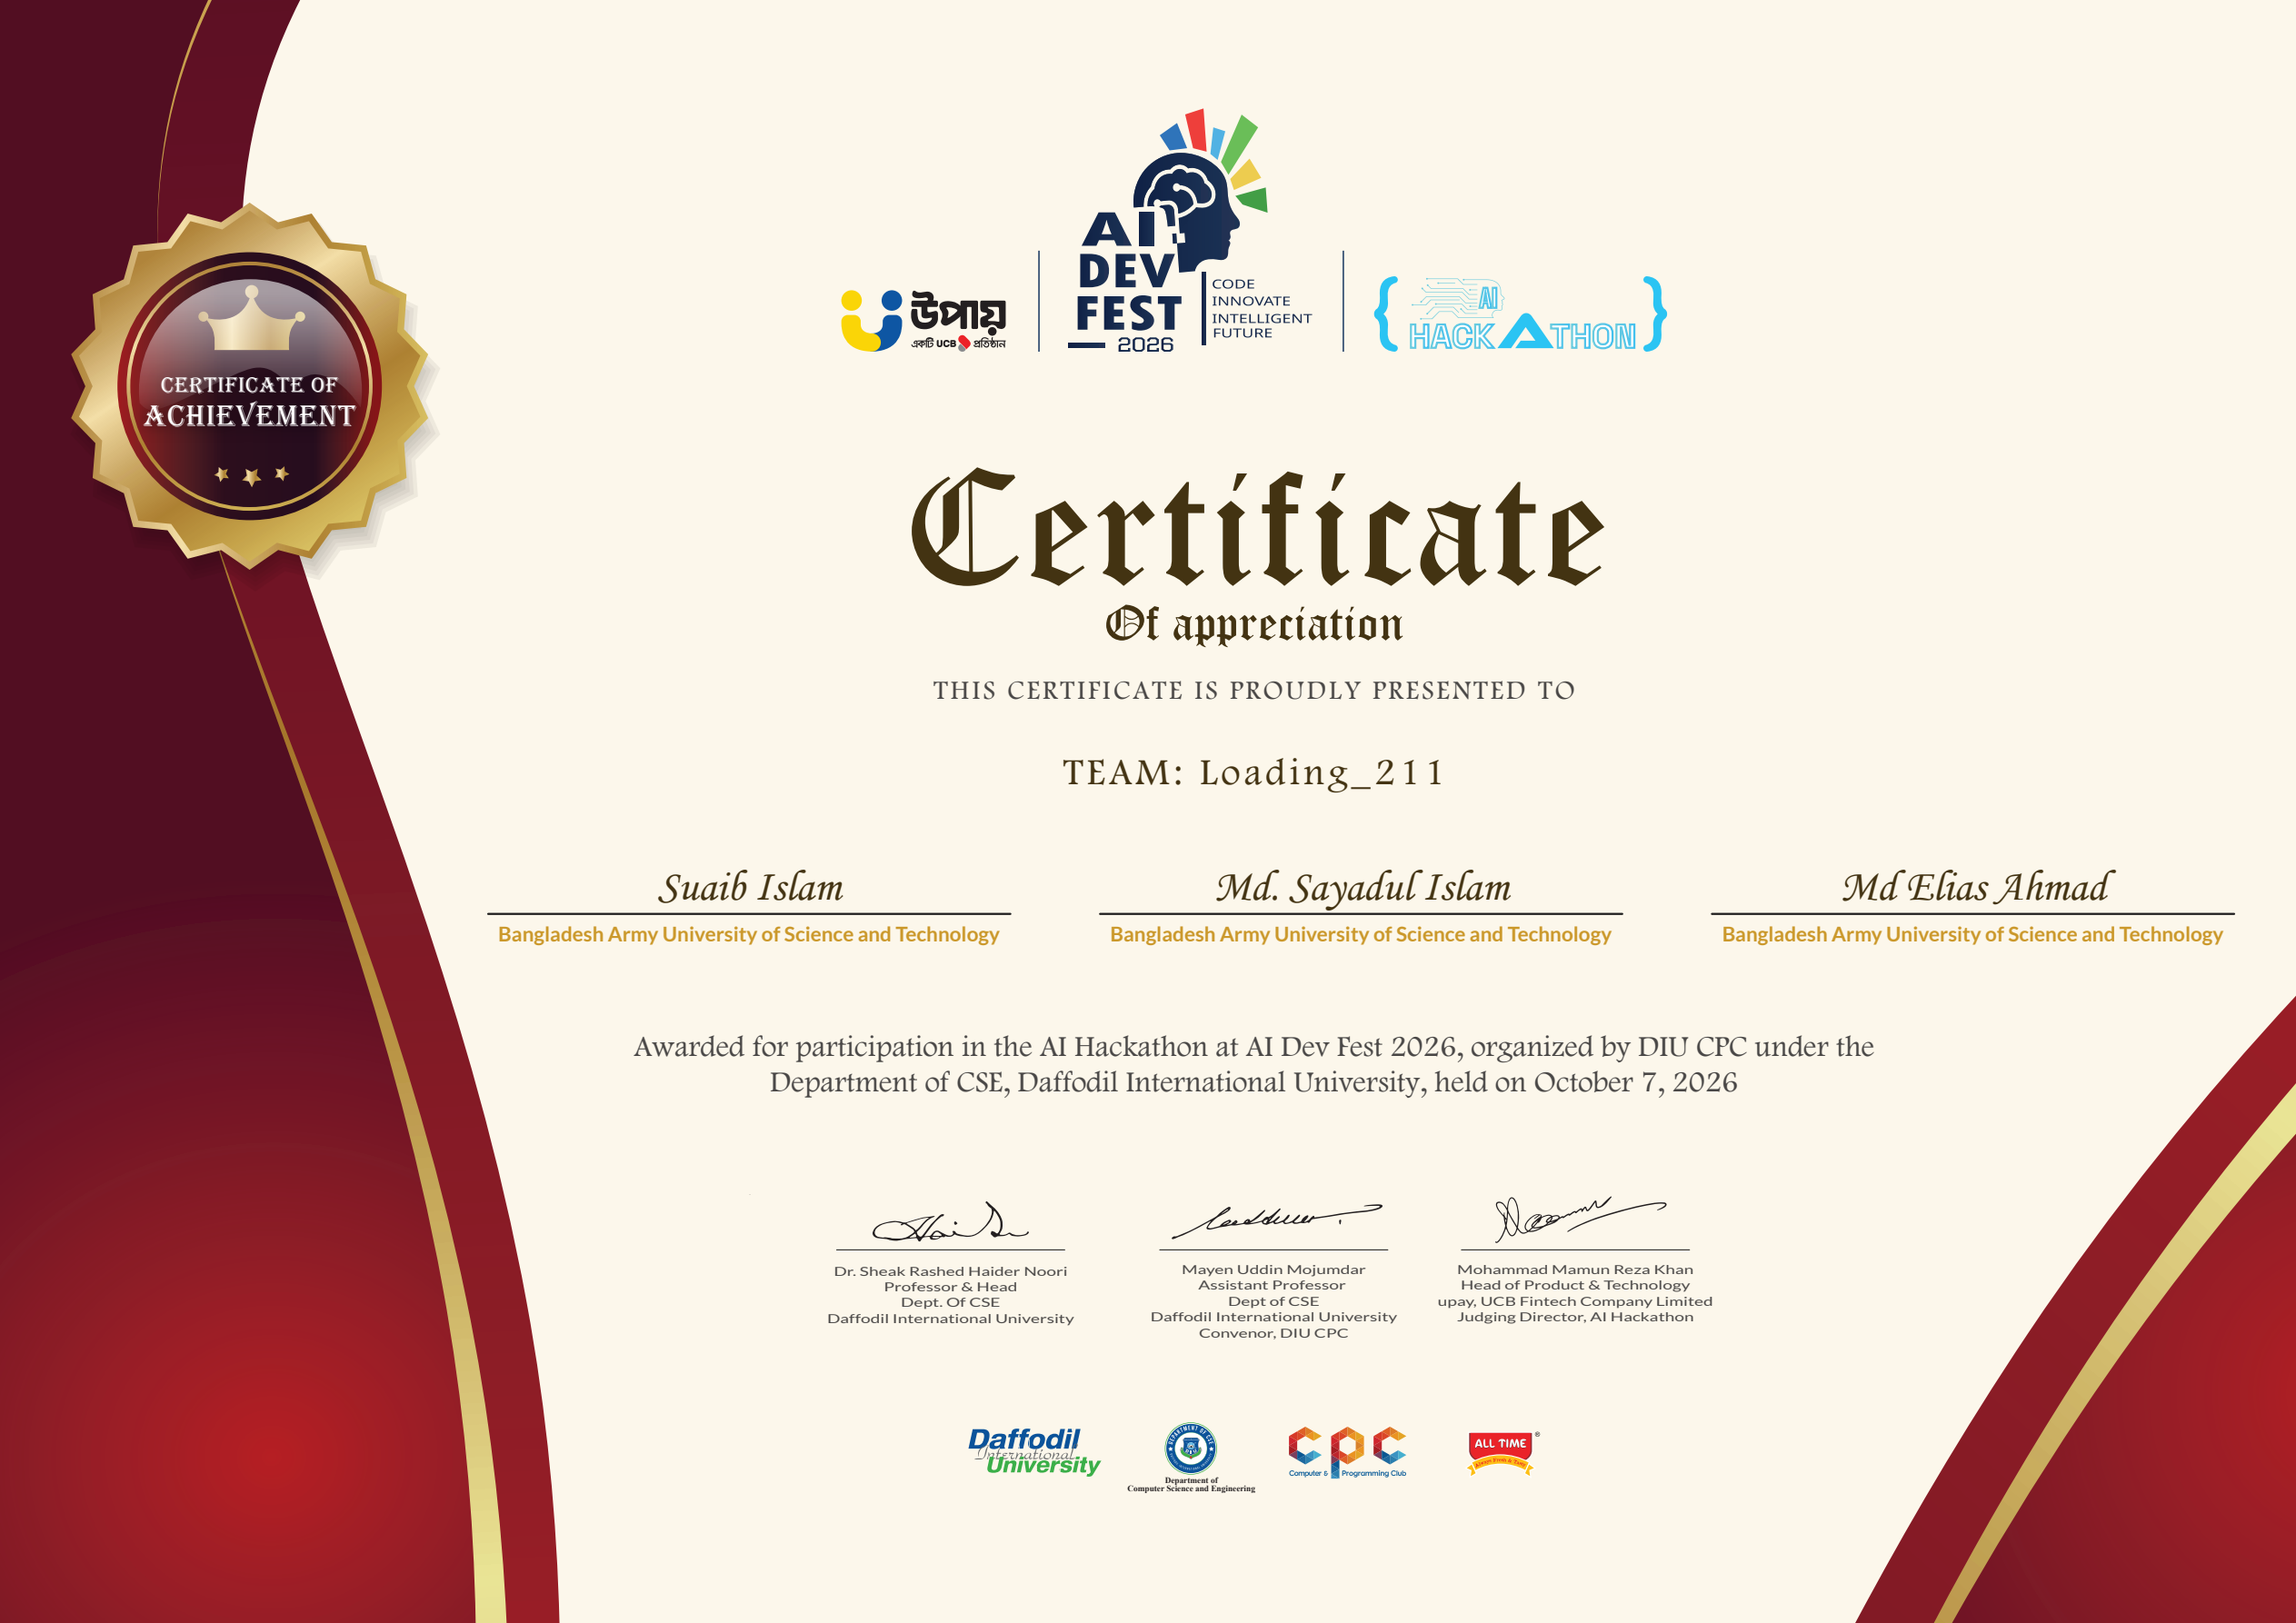 AI
DEV
FEST
2026
CODE
INNOVATE
INTELLIGENT
FUTURE
উপায়
একটি UCB প্রতিষ্ঠান
AI
HACKATHON
CERTIFICATE OF
ACHIEVEMENT
Certificate
Of appreciation
THIS CERTIFICATE IS PROUDLY PRESENTED TO
TEAM: Loading_211
Suaib Islam
Bangladesh Army University of Science and Technology
Md. Sayadul Islam
Bangladesh Army University of Science and Technology
Md Elias Ahmad
Bangladesh Army University of Science and Technology
Awarded for participation in the AI Hackathon at AI Dev Fest 2026, organized by DIU CPC under the
Department of CSE, Daffodil International University, held on October 7, 2026
Dr. Sheak Rashed Haider Noori
Professor & Head
Dept. Of CSE
Daffodil International University
Mayen Uddin Mojumdar
Assistant Professor
Dept of CSE
Daffodil International University
Convenor, DIU CPC
Mohammad Mamun Reza Khan
Head of Product & Technology
upay, UCB Fintech Company Limited
Judging Director, AI Hackathon
Daffodil
International
University
DEPARTMENT OF CSE
Department of
Computer Science and Engineering
cpc
Computer & Programming Club
ALL TIME ®